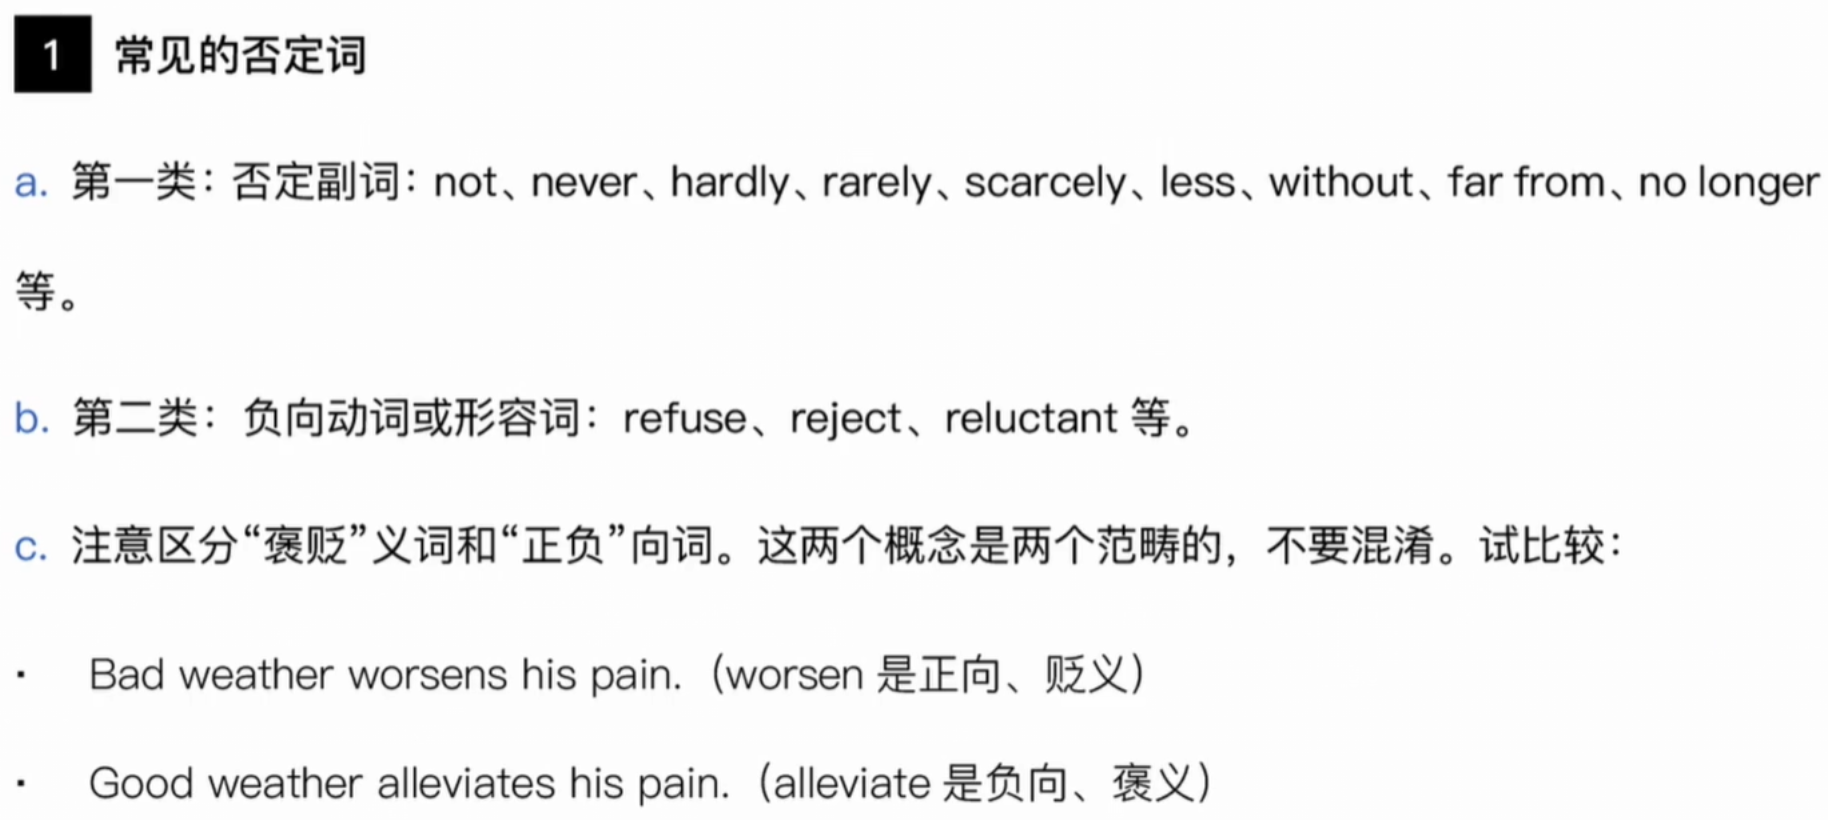 1 常见的否定词
a. 第一类：否定副词：not、never、hardly、rarely、scarcely、less、without、far from、no longer
等。
b. 第二类：负向动词或形容词：refuse、reject、reluctant 等。
c. 注意区分“褒贬”义词和“正负”向词。这两个概念是两个范畴的，不要混淆。试比较：
· Bad weather worsens his pain.（worsen 是正向、贬义）
· Good weather alleviates his pain.（alleviate 是负向、褒义）